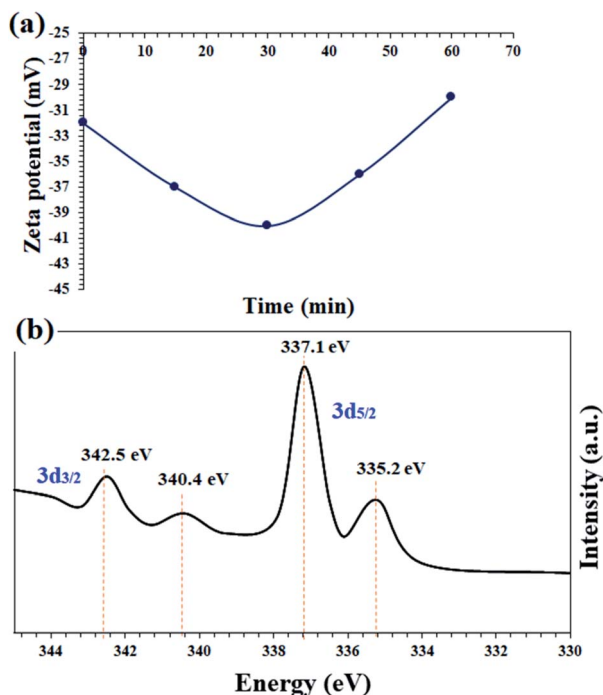 (a)
-25
0 10 20 30 40 50 60 70
-27
-29
-31
-33
-35
-37
-39
-41
-43
-45
Zeta potential (mV)
Time (min)
(b)
337.1 eV
3d5/2
342.5 eV
3d3/2
340.4 eV
335.2 eV
Intensity (a.u.)
344 342 340 338 336 334 332 330
Energy (eV)